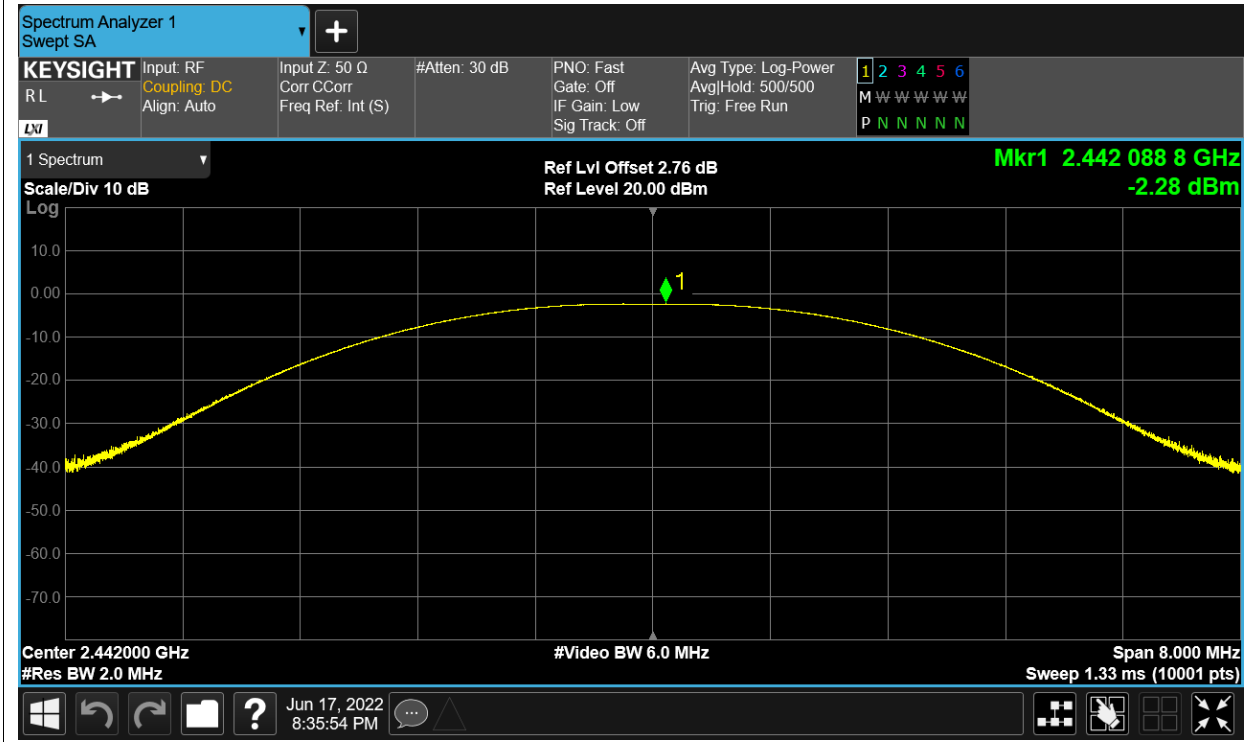 Spectrum Analyzer 1
Swept SA
+
KEYSIGHT
R L
LXI
Input: RF
Coupling: DC
Align: Auto
Input Z: 50 Ω
Corr CCorr
Freq Ref: Int (S)
#Atten: 30 dB
PNO: Fast
Gate: Off
IF Gain: Low
Sig Track: Off
Avg Type: Log-Power
Avg|Hold: 500/500
Trig: Free Run
1 2 3 4 5 6
M W W W W W W
P N N N N N N
1 Spectrum
Scale/Div 10 dB
Log
Ref Lvl Offset 2.76 dB
Ref Level 20.00 dBm
Mkr1 2.442 088 8 GHz
-2.28 dBm
1
10.0
0.00
-10.0
-20.0
-30.0
-40.0
-50.0
-60.0
-70.0
Center 2.442000 GHz
#Res BW 2.0 MHz
#Video BW 6.0 MHz
Span 8.000 MHz
Sweep 1.33 ms (10001 pts)
?
Jun 17, 2022
8:35:54 PM